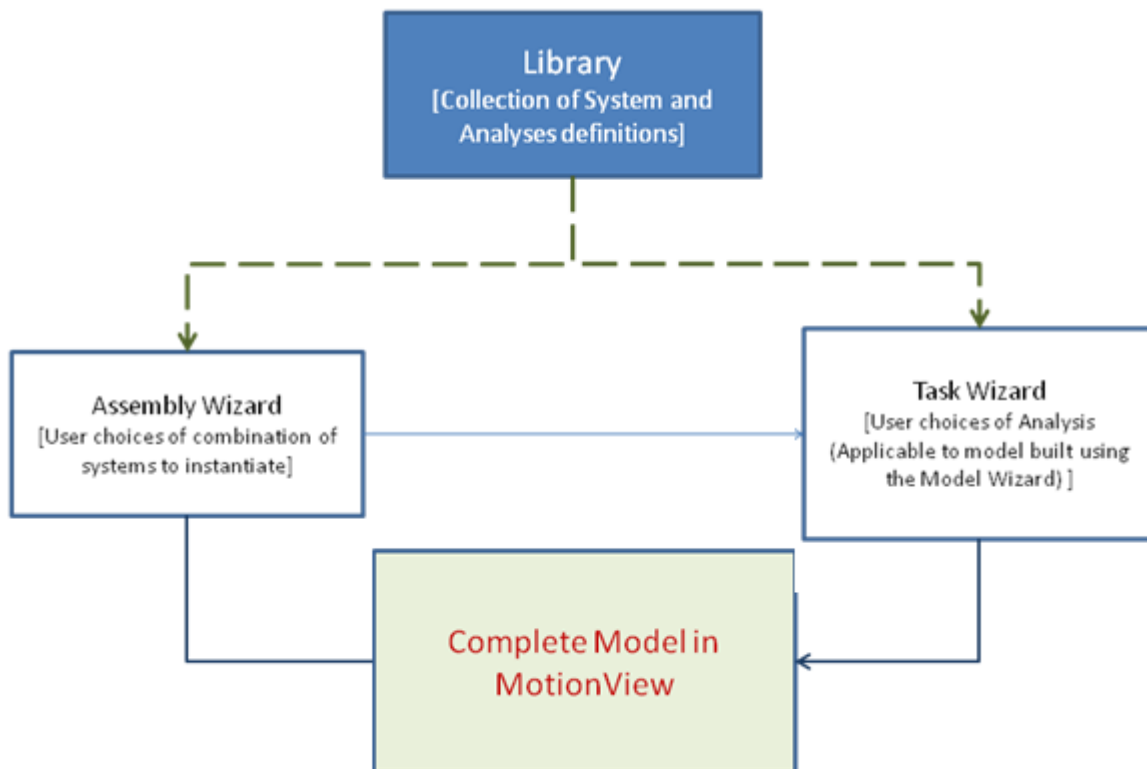 Library
[Collection of System and
Analyses definitions]
Assembly Wizard
[User choices of combination of
systems to instantiate]
Task Wizard
[User choices of Analysis
(Applicable to model built using
the Model Wizard) ]
Complete Model in
MotionView